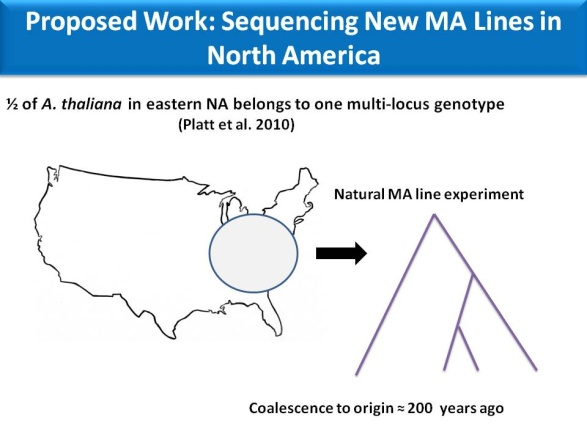 Proposed Work: Sequencing New MA Lines in
North America
½ of A. thaliana in eastern NA belongs to one multi-locus genotype
(Platt et al. 2010)
Natural MA line experiment
Coalescence to origin ≈ 200 years ago